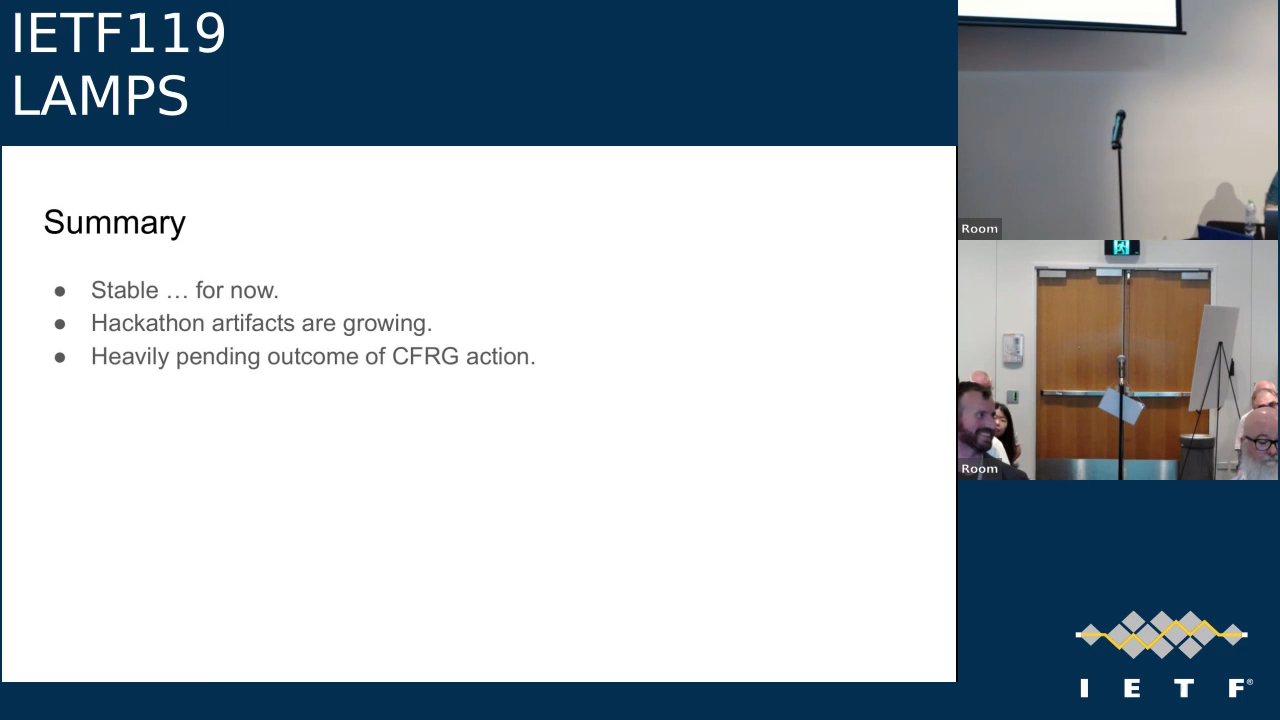 IETF119
LAMPS
Summary
● Stable … for now.
● Hackathon artifacts are growing.
● Heavily pending outcome of CFRG action.
Room
Room
I E T F®